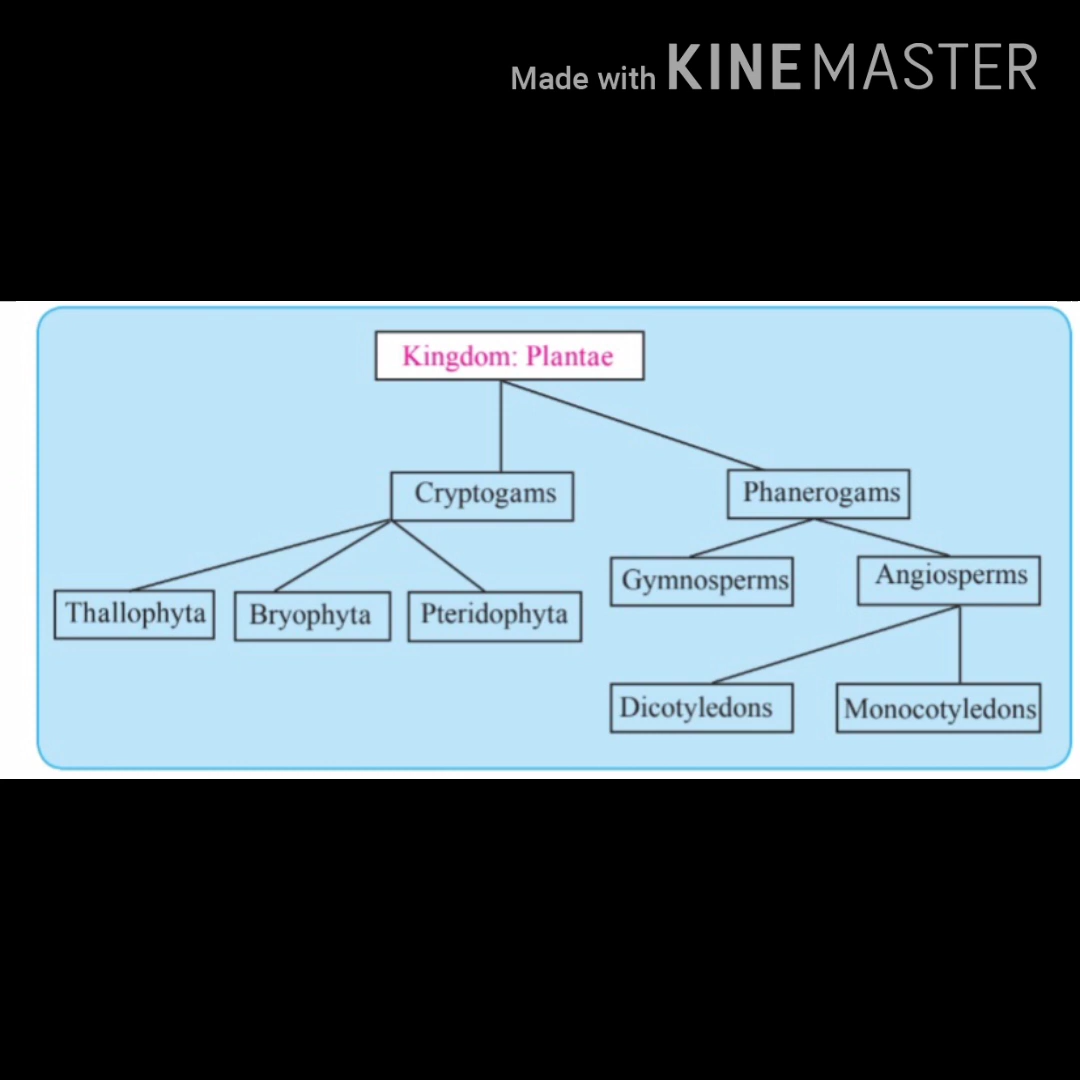 Made with KINEMASTER
Kingdom: Plantae
Cryptogams
Phanerogams
Gymnosperms
Angiosperms
Thallophyta
Bryophyta
Pteridophyta
Dicotyledons
Monocotyledons